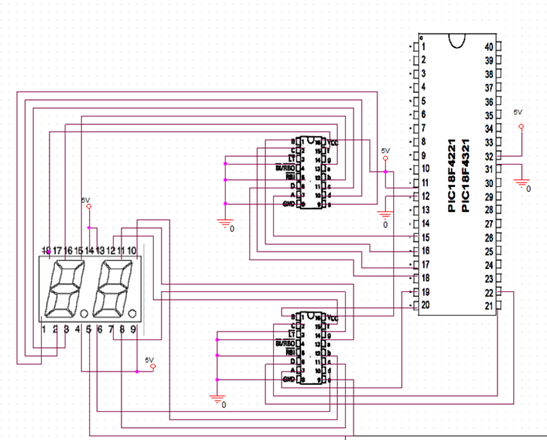 1 40
2 39
3 38
4 37
5 36
6 35
7 34
8 33
9 32
10 31
11 30
12 29
13 28
14 27
15 26
16 25
17 24
18 23
19 22
20 21
PIC18F4221
PIC18F4321
5V
0
5V
0
B 1 16 VCC
C 2 15 f
LT 3 14 g
BI/RBO 4 13 a
RBI 5 12 b
D 6 11 c
A 7 10 d
GND 8 9 e
0
5V
18 17 16 15 14 13 12 11 10
1 2 3 4 5 6 7 8 9
5V
B 1 16 VCC
C 2 15 f
LT 3 14 g
BI/RBO 4 13 a
RBI 5 12 b
D 6 11 c
A 7 10 d
GND 8 9 e
0